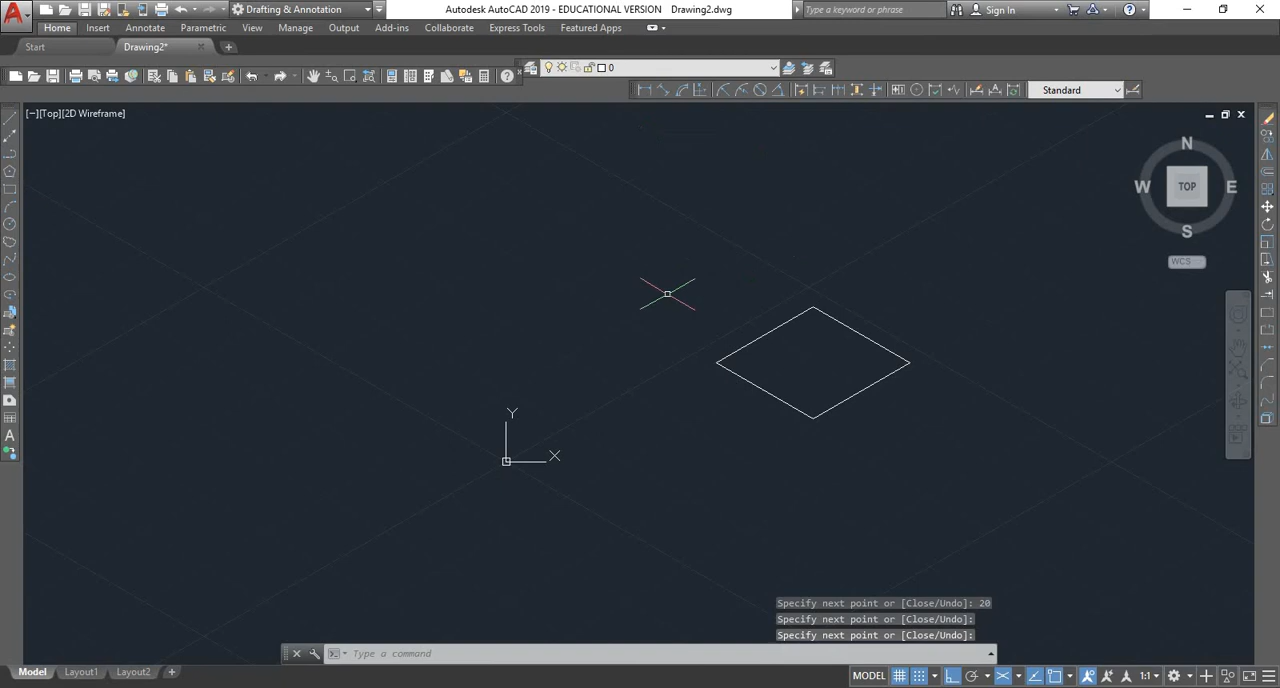 Drafting & Annotation
Autodesk AutoCAD 2019 - EDUCATIONAL VERSION Drawing2.dwg
Type a keyword or phrase
Sign In
Home Insert Annotate Parametric View Manage Output Add-ins Collaborate Express Tools Featured Apps
Start Drawing2*
0
Standard
[−][Top][2D Wireframe]
N
W TOP E
S
WCS
Y
X
Specify next point or [Close/Undo]: 20
Specify next point or [Close/Undo]:
Specify next point or [Close/Undo]:
Type a command
Model Layout1 Layout2
MODEL 1:1